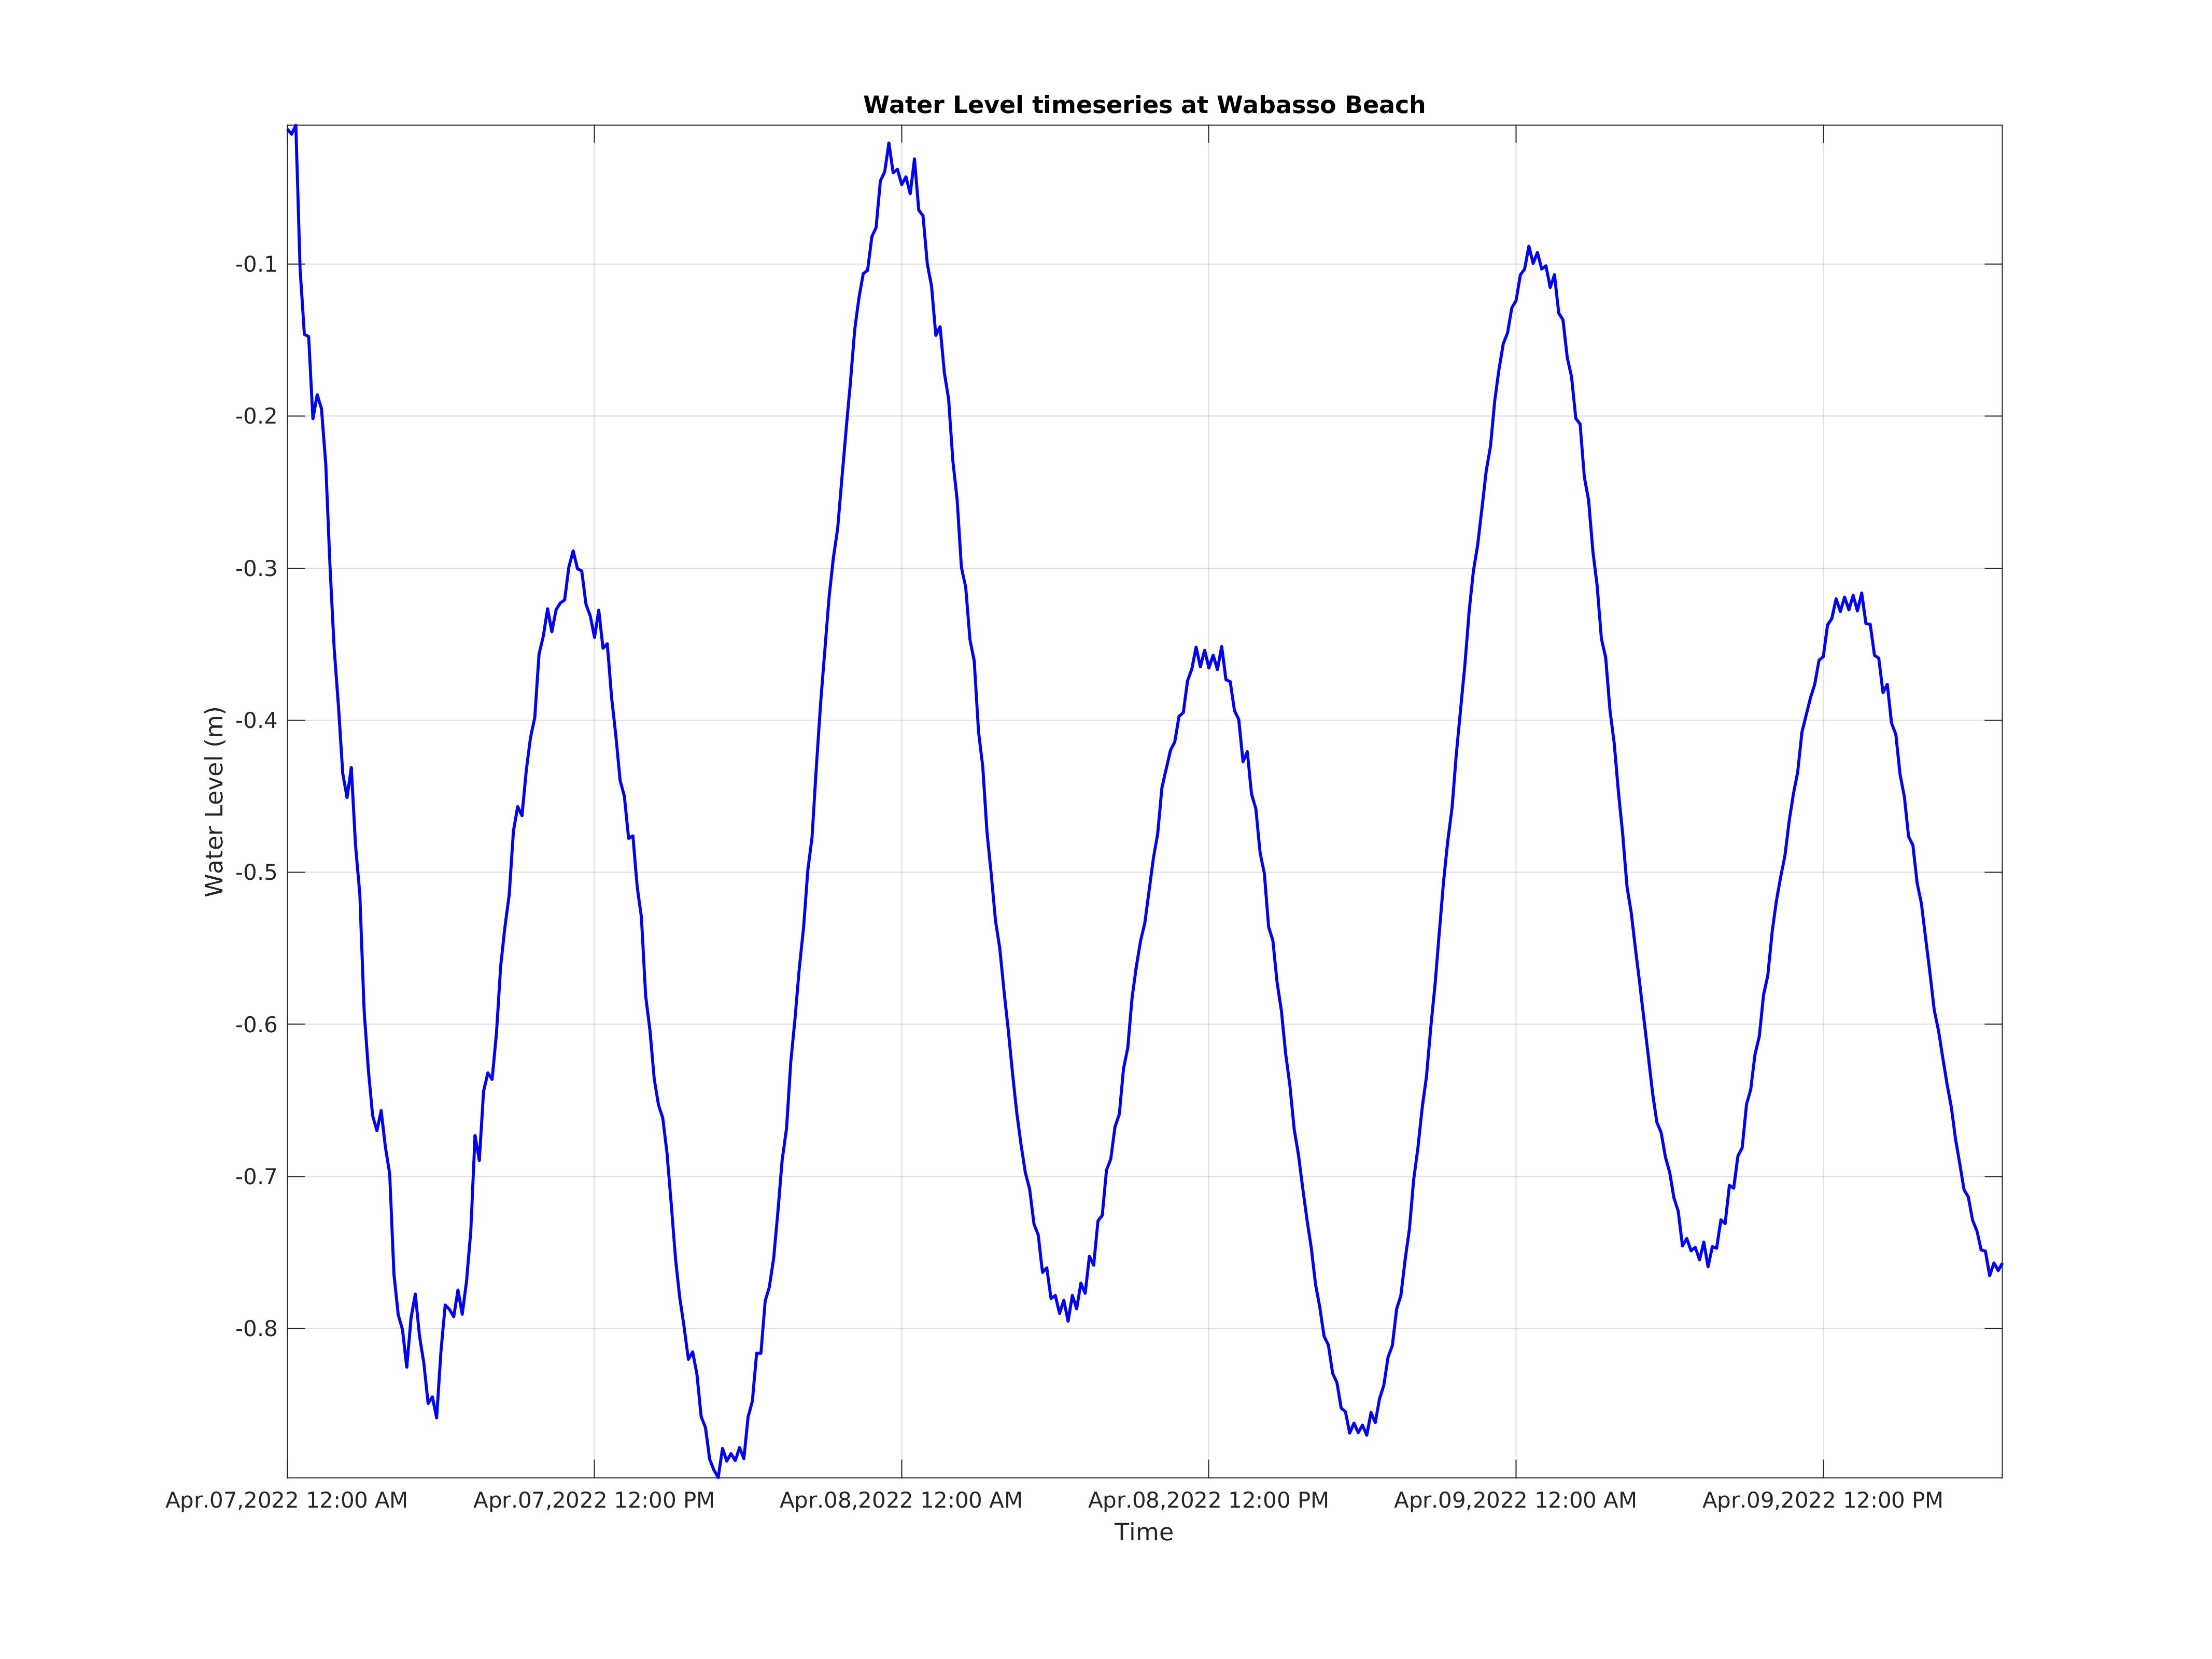 Water Level timeseries at Wabasso Beach
-0.1
-0.2
-0.3
-0.4
-0.5
-0.6
-0.7
-0.8
Water Level (m)
Apr.07,2022 12:00 AM
Apr.07,2022 12:00 PM
Apr.08,2022 12:00 AM
Apr.08,2022 12:00 PM
Apr.09,2022 12:00 AM
Apr.09,2022 12:00 PM
Time